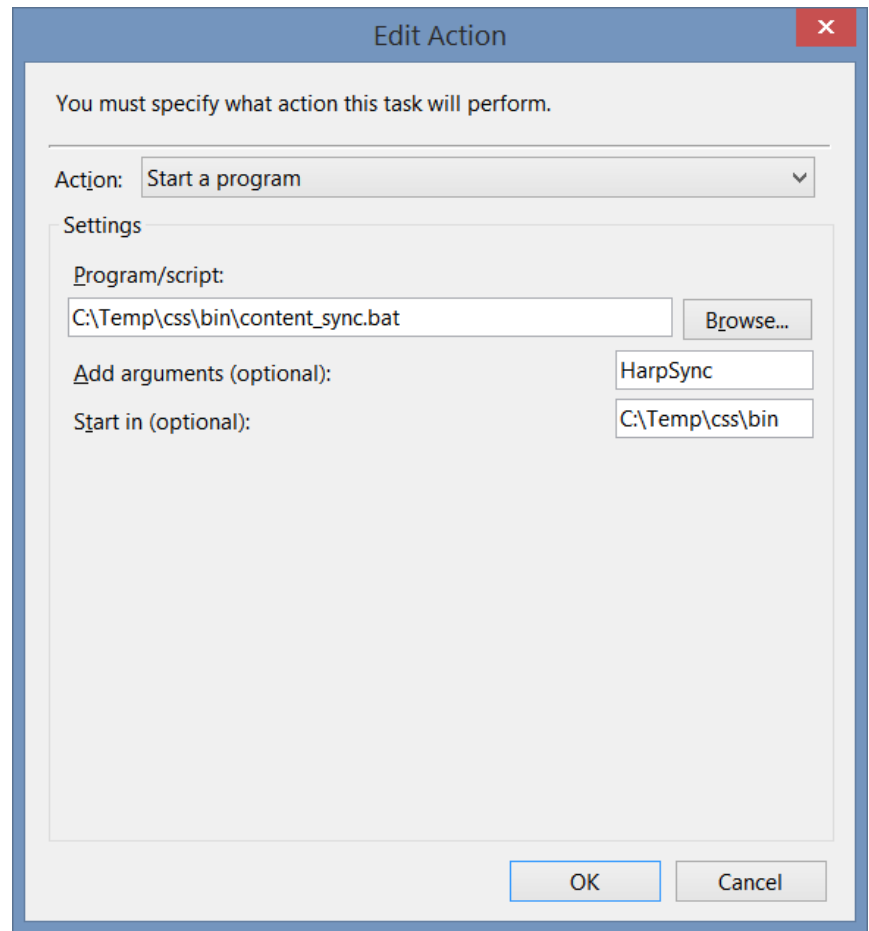 Edit Action
You must specify what action this task will perform.
Action: Start a program
Settings
Program/script:
C:\Temp\css\bin\content_sync.bat Browse...
Add arguments (optional): HarpSync
Start in (optional): C:\Temp\css\bin
OK Cancel